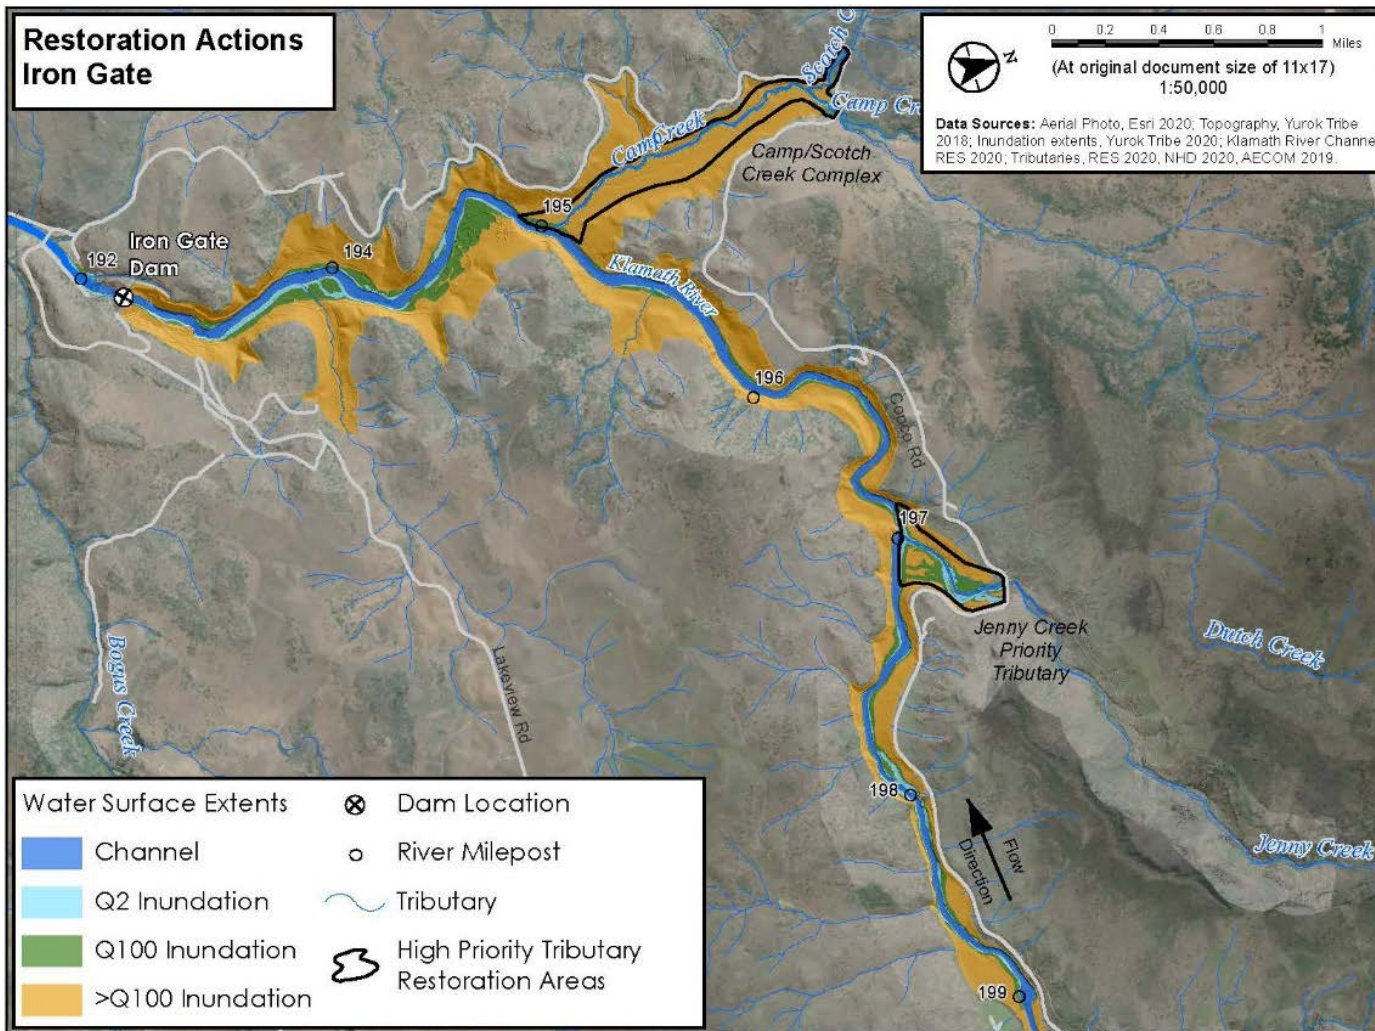 Restoration Actions
Iron Gate
0 0.2 0.4 0.6 0.8 1
Miles
N
(At original document size of 11x17)
1:50,000
Data Sources: Aerial Photo, Esri 2020; Topography, Yurok Tribe
2018; Inundation extents, Yurok Tribe 2020; Klamath River Channe
RES 2020; Tributaries, RES 2020, NHD 2020, AECOM 2019.
Scotch C
Camp Cre
Camp Creek
Camp/Scotch
Creek Complex
195
Iron Gate
Dam
192
194
Klamath River
196
Copco Rd
197
Jenny Creek
Priority
Tributary
Dutch Creek
Bogus Creek
Lakeview Rd
198
Flow
Direction
Jenny Creek
199
Water Surface Extents
Channel
Q2 Inundation
Q100 Inundation
>Q100 Inundation
Dam Location
River Milepost
Tributary
High Priority Tributary
Restoration Areas